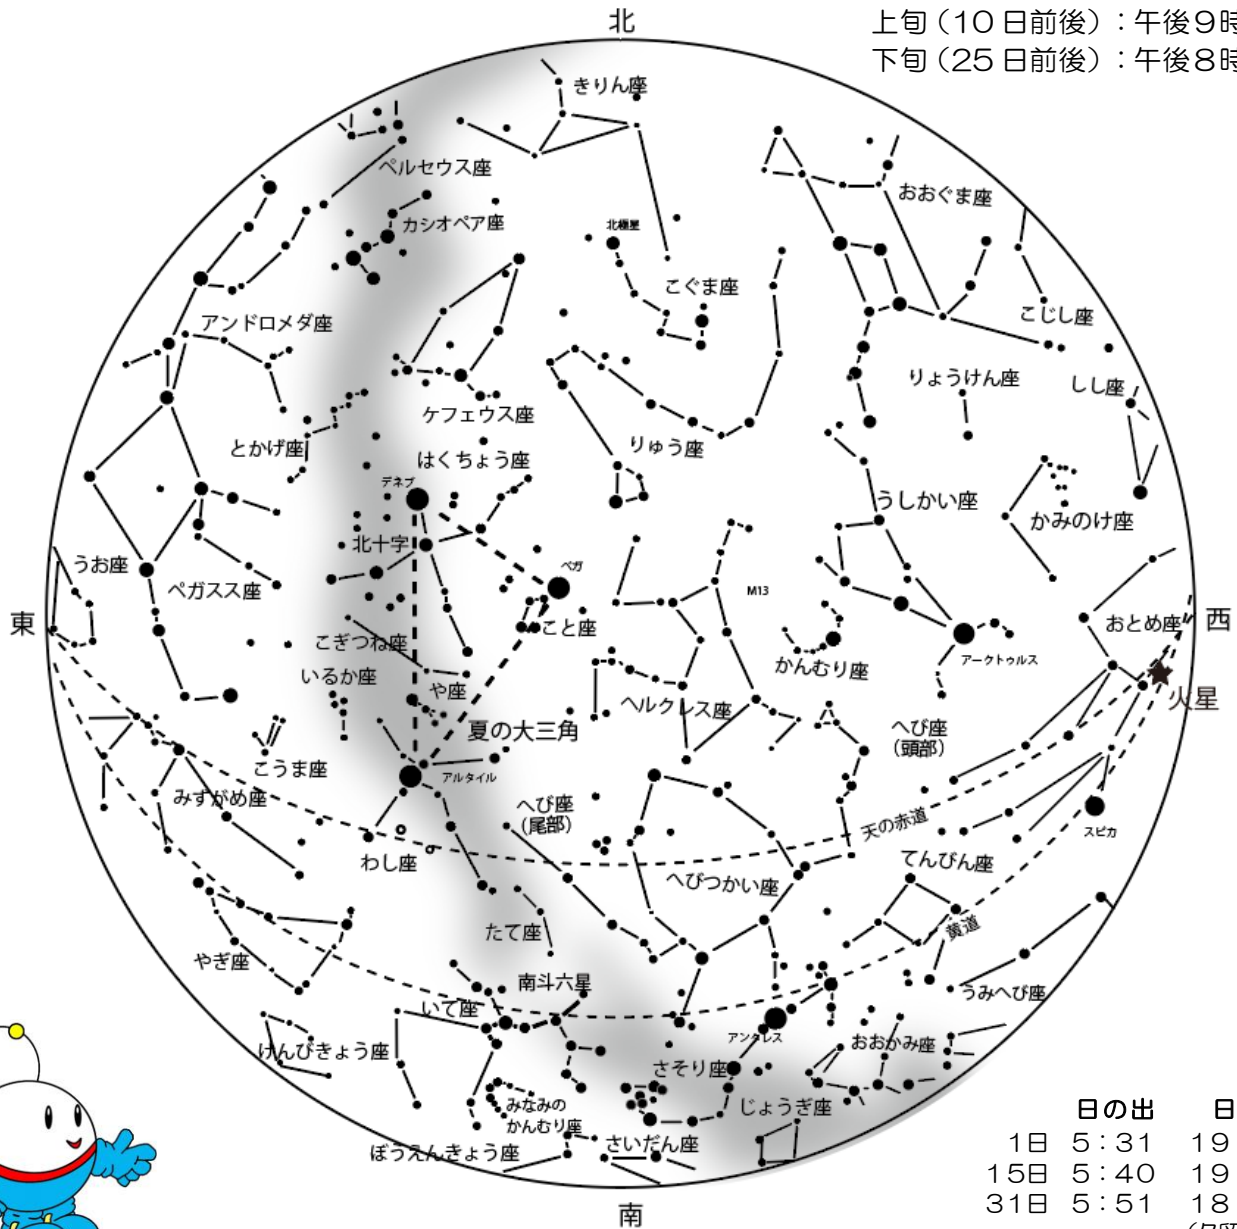 北
上旬（10日前後）：午後9時
下旬（25日前後）：午後8時
きりん座
ペルセウス座
おおぐま座
カシオペア座
北極星
こぐま座
こじし座
アンドロメダ座
りょうけん座
しし座
ケフェウス座
とかげ座
はくちょう座
りゅう座
デネブ
うしかい座
かみのけ座
北十字
うお座
ペガスス座
ベガ
M13
東
こと座
おとめ座
西
こぎつね座
かんむり座
アークトゥルス
いるか座
や座
ヘルクレス座
火星
へび座
（頭部）
夏の大三角
こうま座
アルタイル
みずがめ座
へび座
（尾部）
天の赤道
スピカ
わし座
てんびん座
へびつかい座
たて座
黄道
やぎ座
南斗六星
うみへび座
いて座
アンタレス
おおかみ座
けんびきょう座
さそり座
みなみの
かんむり座
じょうぎ座
ぼうえんきょう座
さいだん座
南
日の出 日
1日 5：31 19
15日 5：40 19
31日 5：51 18